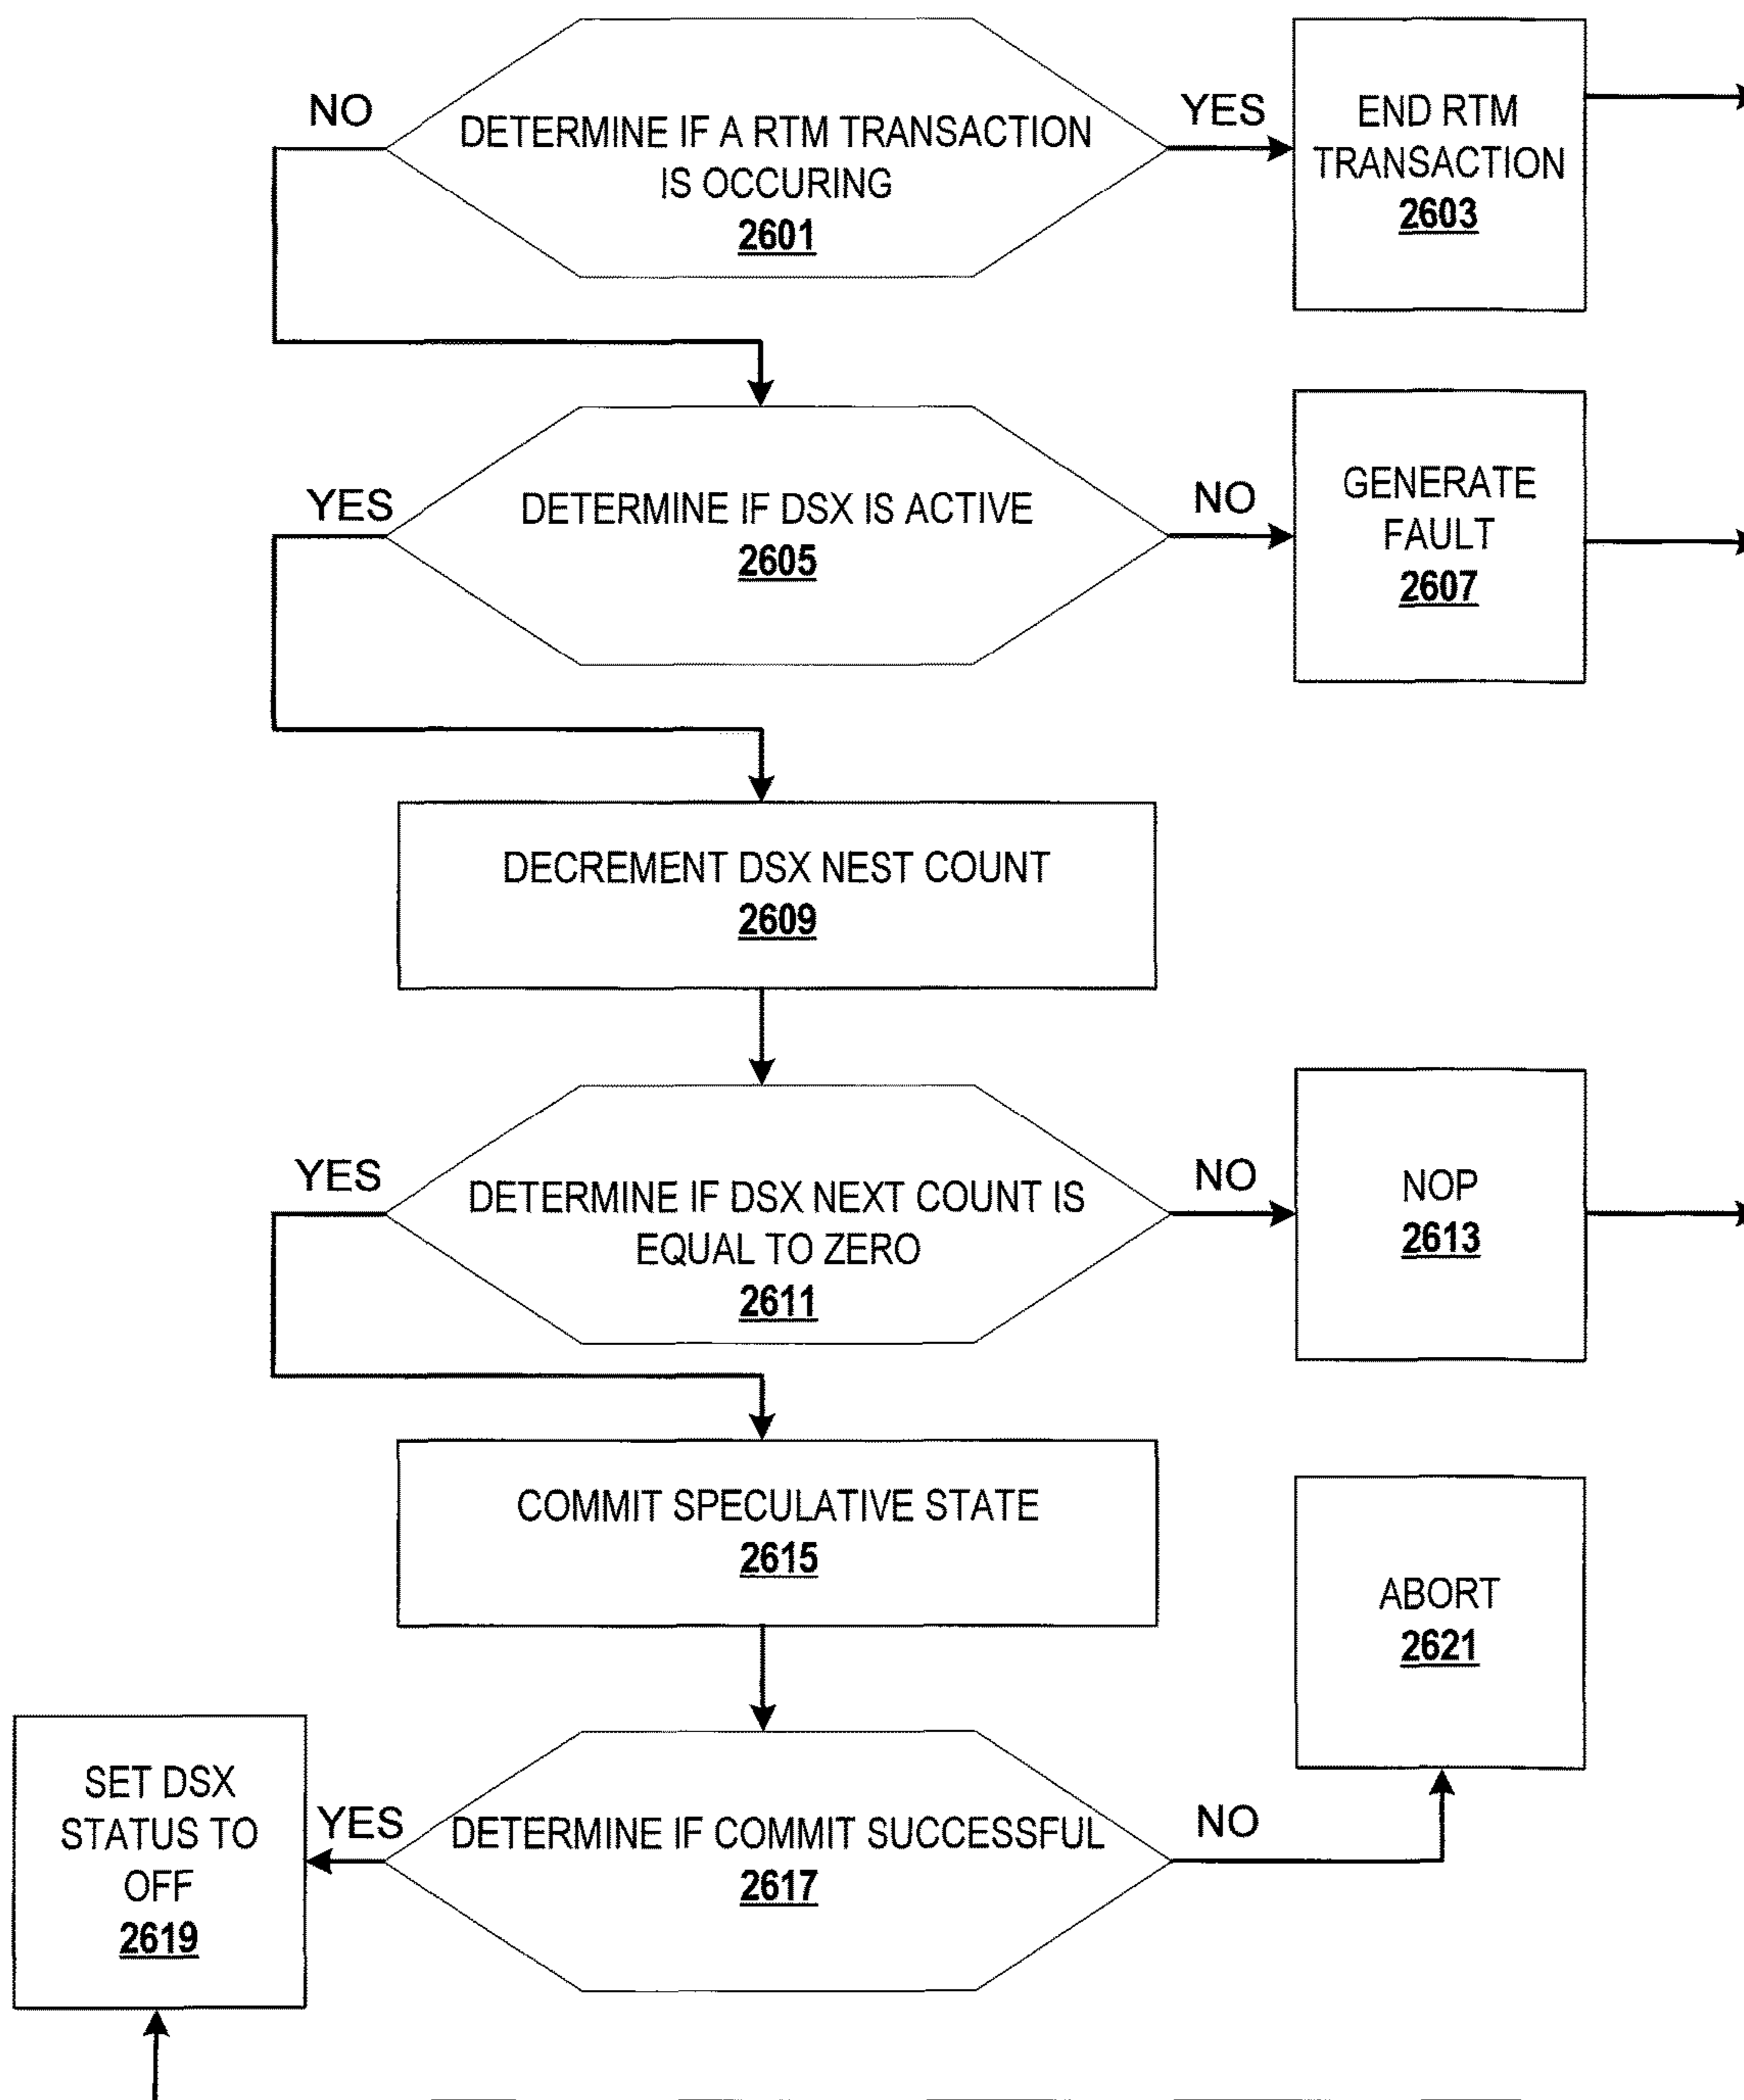 NO
DETERMINE IF A RTM TRANSACTION
IS OCCURING
2601
YES
END RTM
TRANSACTION
2603
YES
DETERMINE IF DSX IS ACTIVE
2605
NO
GENERATE
FAULT
2607
DECREMENT DSX NEST COUNT
2609
YES
DETERMINE IF DSX NEXT COUNT IS
EQUAL TO ZERO
2611
NO
NOP
2613
COMMIT SPECULATIVE STATE
2615
ABORT
2621
SET DSX
STATUS TO
OFF
2619
YES
DETERMINE IF COMMIT SUCCESSFUL
2617
NO